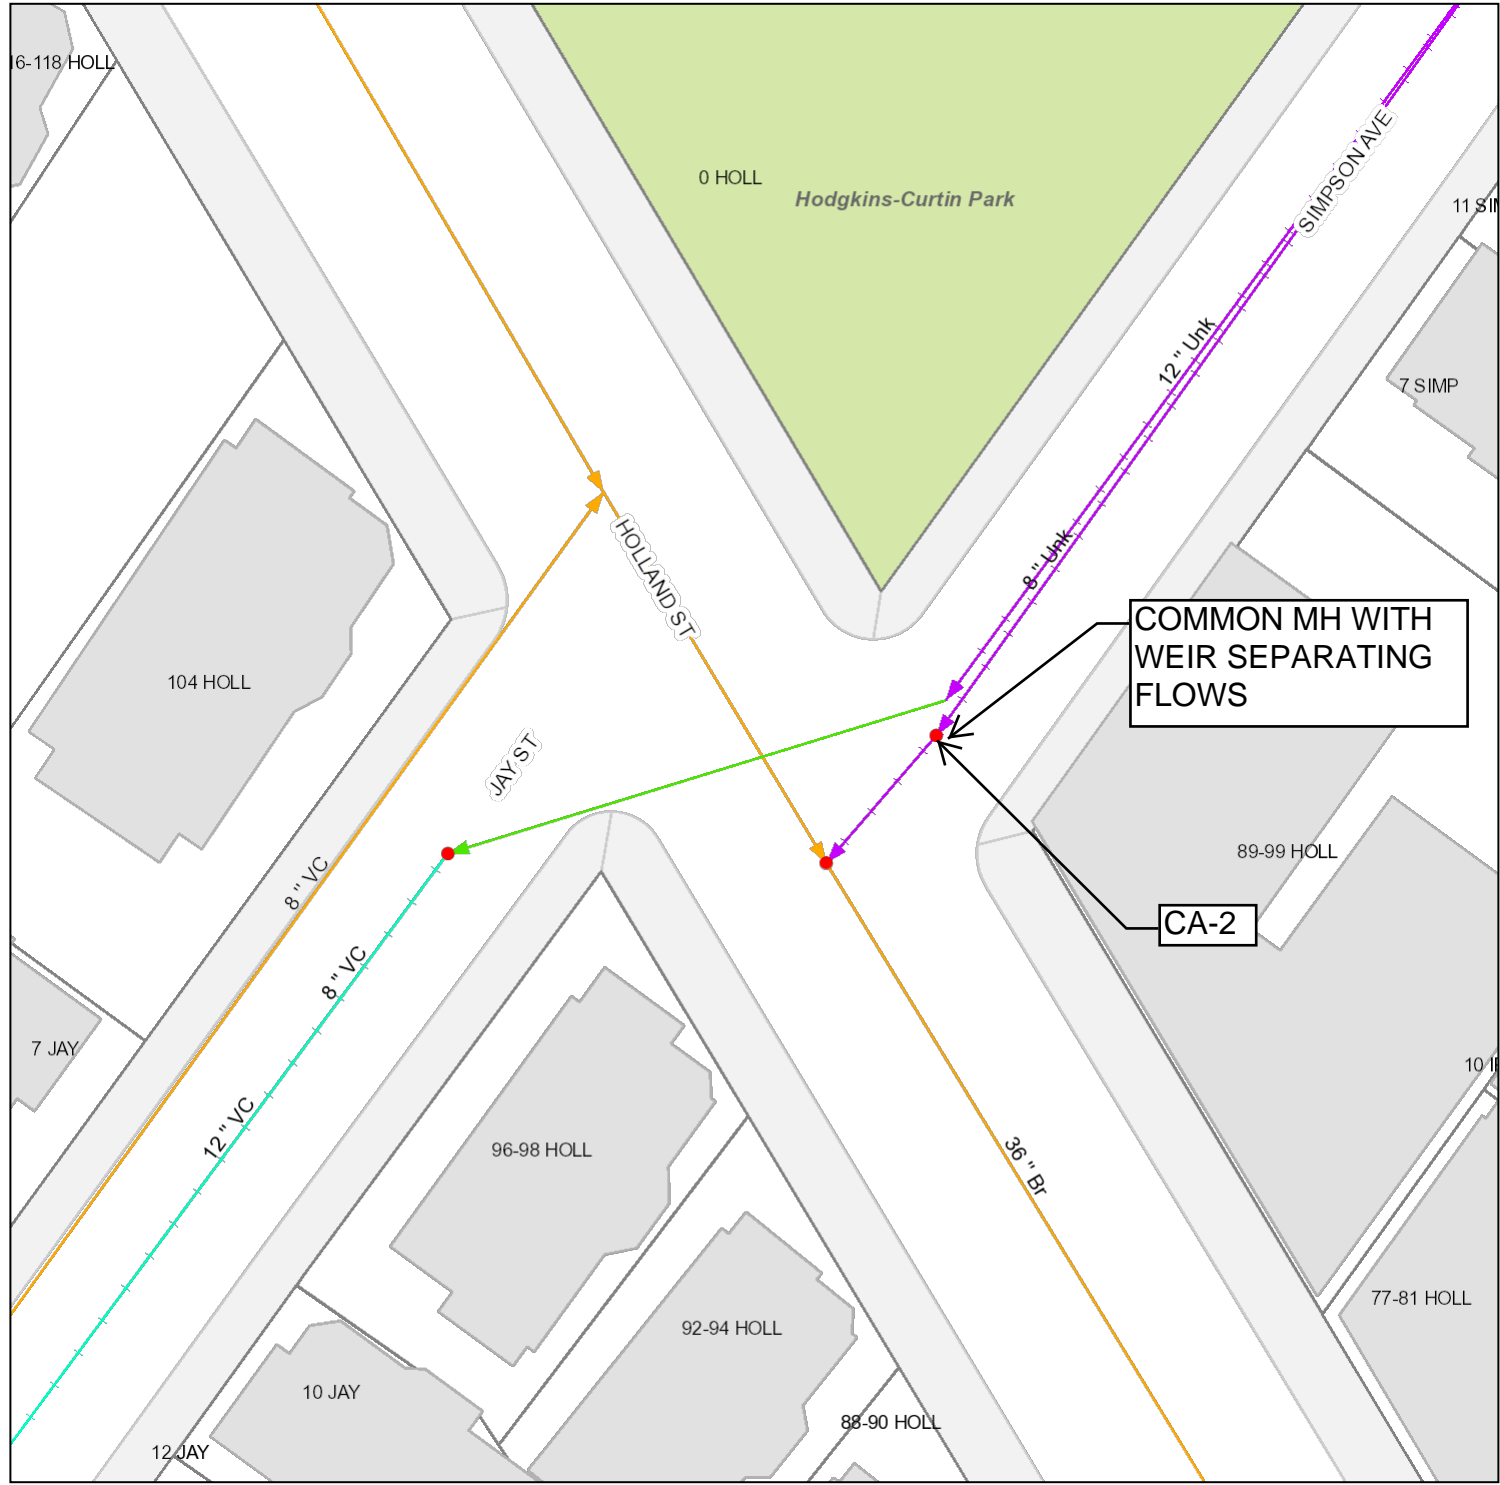 16-118 HOLL
0 HOLL
Hodgkins-Curtin Park
SIMPSON AVE
12 " Unk
7 SIMP
8 " Unk
HOLLAND ST
COMMON MH WITH
WEIR SEPARATING
FLOWS
104 HOLL
JAY ST
89-99 HOLL
8 " VC
CA-2
8 " VC
7 JAY
12 " VC
96-98 HOLL
36 " Br
77-81 HOLL
92-94 HOLL
10 JAY
88-90 HOLL
12 JAY